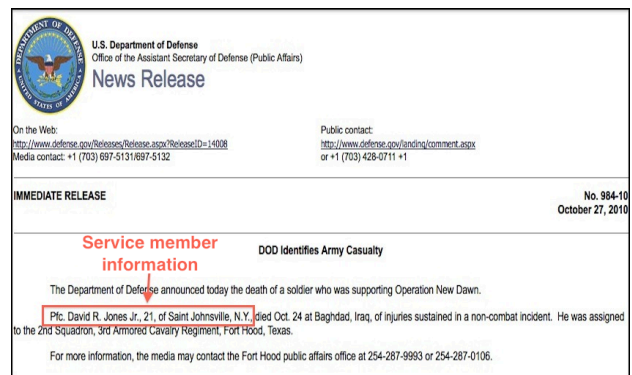 DEPARTMENT OF DEFENSE
UNITED STATES OF AMERICA
U.S. Department of Defense
Office of the Assistant Secretary of Defense (Public Affairs)
News Release
On the Web:
http://www.defense.gov/Releases/Release.aspx?ReleaseID=14008
Media contact: +1 (703) 697-5131/697-5132
Public contact:
http://www.defense.gov/landing/comment.aspx
or +1 (703) 428-0711 +1
IMMEDIATE RELEASE
No. 984-10
October 27, 2010
Service member
information
DOD Identifies Army Casualty
The Department of Defense announced today the death of a soldier who was supporting Operation New Dawn.
Pfc. David R. Jones Jr., 21, of Saint Johnsville, N.Y., died Oct. 24 at Baghdad, Iraq, of injuries sustained in a non-combat incident.  He was assigned
to the 2nd Squadron, 3rd Armored Cavalry Regiment, Fort Hood, Texas.
For more information, the media may contact the Fort Hood public affairs office at 254-287-9993 or 254-287-0106.